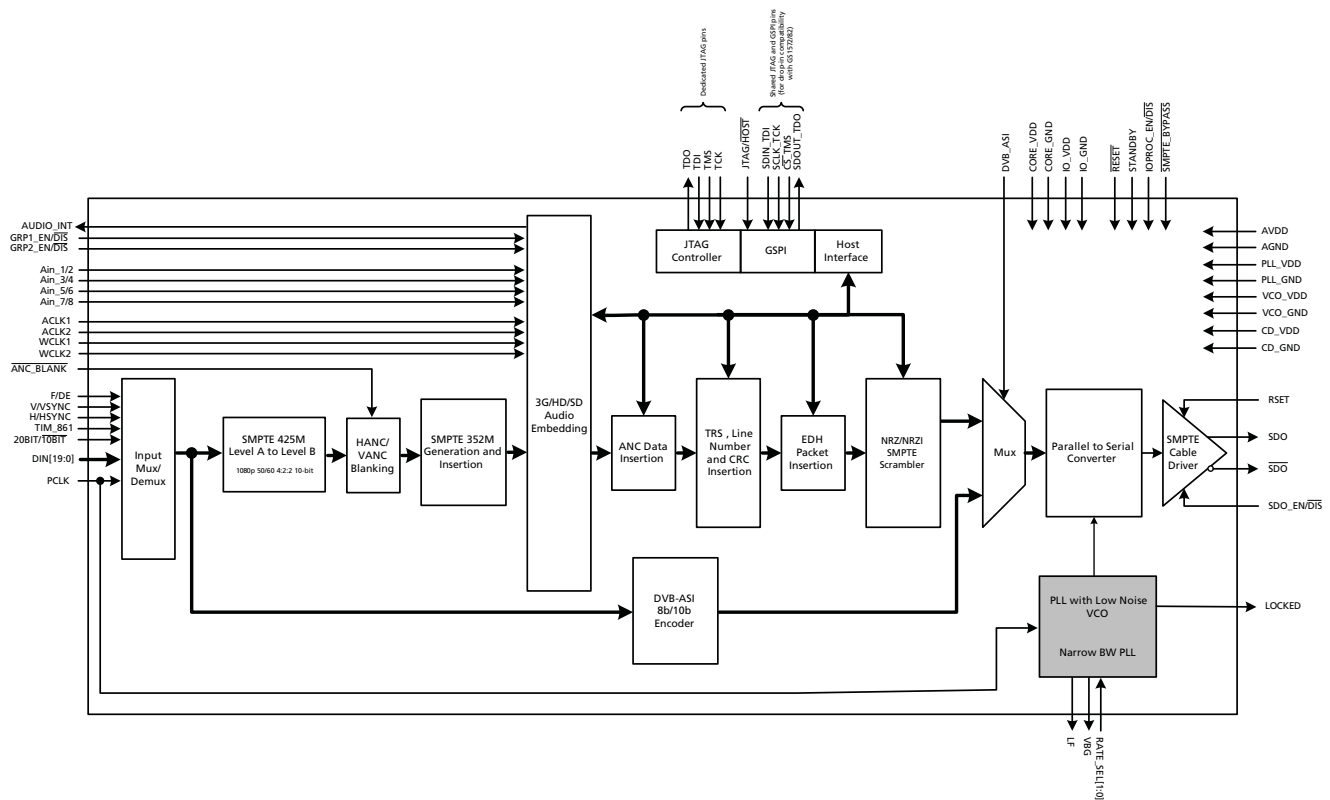 Dedicated JTAG pins
Shared JTAG and GSPI pins
(for drop-in compatibility
with GS1572/82)
TDO
TDI
TMS
TCK
JTAG/HOST
SDIN_TDI
SCLK_TCK
CS_TMS
SDOUT_TDO
DVB_ASI
CORE_VDD
CORE_GND
IO_VDD
IO_GND
RESET
STANDBY
IOPROC_EN/DIS
SMPTE_BYPASS
AUDIO_INT
GRP1_EN/DIS
GRP2_EN/DIS
Ain_1/2
Ain_3/4
Ain_5/6
Ain_7/8
ACLK1
ACLK2
WCLK1
WCLK2
ANC_BLANK
F/DE
V/VSYNC
H/HSYNC
TIM_861
20BIT/10BIT
DIN[19:0]
PCLK
JTAG
Controller
GSPI
Host
Interface
AVDD
AGND
PLL_VDD
PLL_GND
VCO_VDD
VCO_GND
CD_VDD
CD_GND
RSET
SDO
SDO
SDO_EN/DIS
LOCKED
Input
Mux/
Demux
SMPTE 425M
Level A to Level B
1080p 50/60 4:2:2 10-bit
HANC/
VANC
Blanking
SMPTE 352M
Generation and
Insertion
3G/HD/SD
Audio
Embedding
ANC Data
Insertion
TRS , Line
Number
and CRC
Insertion
EDH
Packet
Insertion
NRZ/NRZI
SMPTE
Scrambler
Mux
Parallel to Serial
Converter
SMPTE
Cable
Driver
DVB-ASI
8b/10b
Encoder
PLL with Low Noise
VCO
Narrow BW PLL
LF
VBG
RATE_SEL[1:0]